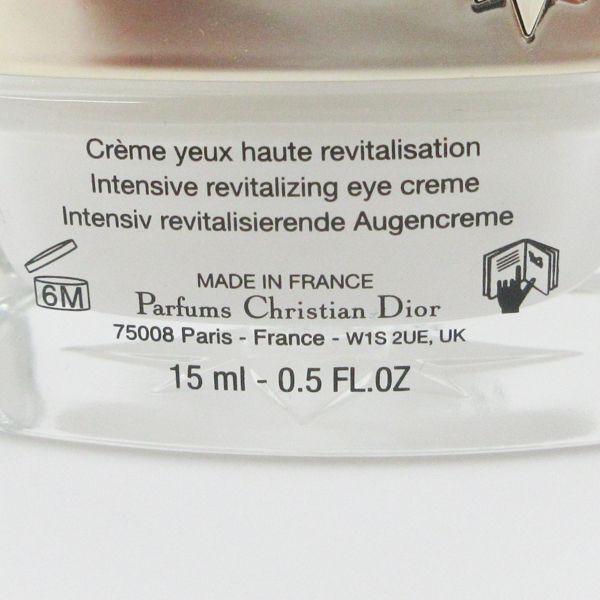 Crème yeux haute revitalisation
Intensive revitalizing eye creme
Intensiv revitalisierende Augencreme
6M
MADE IN FRANCE
Parfums Christian Dior
75008 Paris - France - W1S 2UE, UK
15 ml - 0.5 FL.OZ